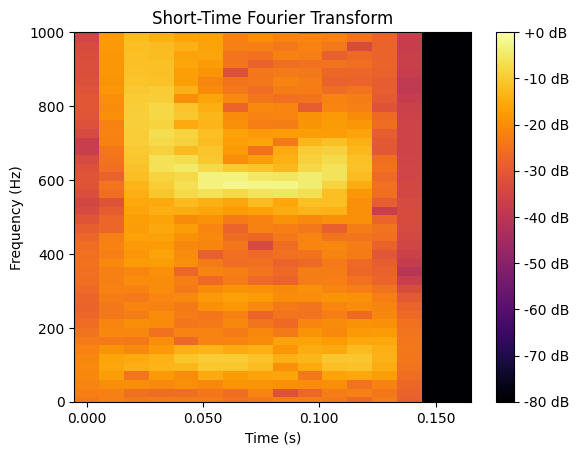 Short-Time Fourier Transform
1000
800
600
400
200
0
Frequency (Hz)
0.000
0.050
0.100
0.150
Time (s)
+0 dB
-10 dB
-20 dB
-30 dB
-40 dB
-50 dB
-60 dB
-70 dB
-80 dB